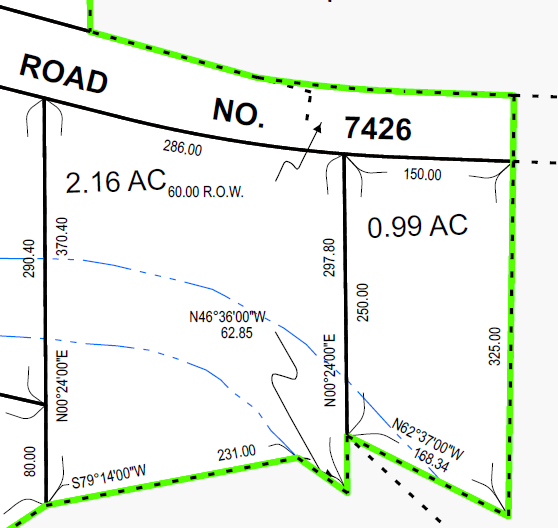 ROAD NO. 7426
286.00
150.00
2.16 AC
60.00 R.O.W.
0.99 AC
290.40
370.40
297.80
250.00
325.00
N46°36'00"W
62.85
N00°24'00"E
N00°24'00"E
N62°37'00"W
168.34
80.00
S79°14'00"W
231.00